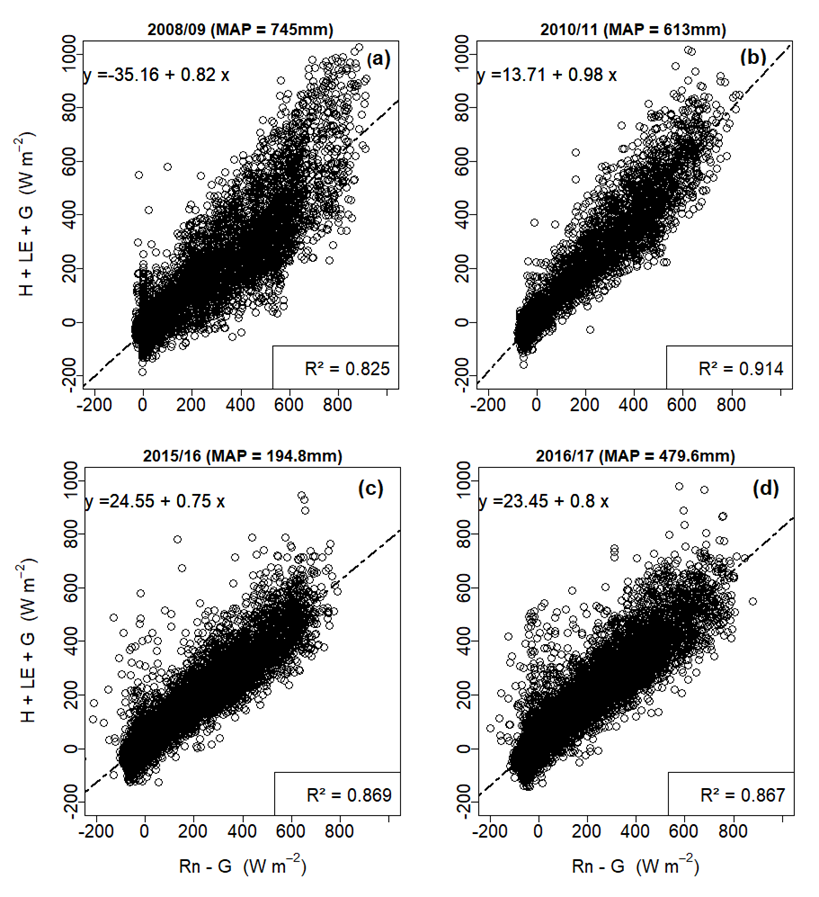 2008/09 (MAP = 745mm)
(a)
y =-35.16 + 0.82 x
H + LE + G (W m⁻²)
1000
800
600
400
200
0
-200
R² = 0.825
-200 0 200 400 600 800
2010/11 (MAP = 613mm)
(b)
y =13.71 + 0.98 x
1000
800
600
400
200
0
-200
R² = 0.914
-200 0 200 400 600 800
2015/16 (MAP = 194.8mm)
(c)
y =24.55 + 0.75 x
H + LE + G (W m⁻²)
1000
800
600
400
200
0
-200
R² = 0.869
-200 0 200 400 600 800
Rn - G (W m⁻²)
2016/17 (MAP = 479.6mm)
(d)
y =23.45 + 0.8 x
1000
800
600
400
200
0
-200
R² = 0.867
-200 0 200 400 600 800
Rn - G (W m⁻²)